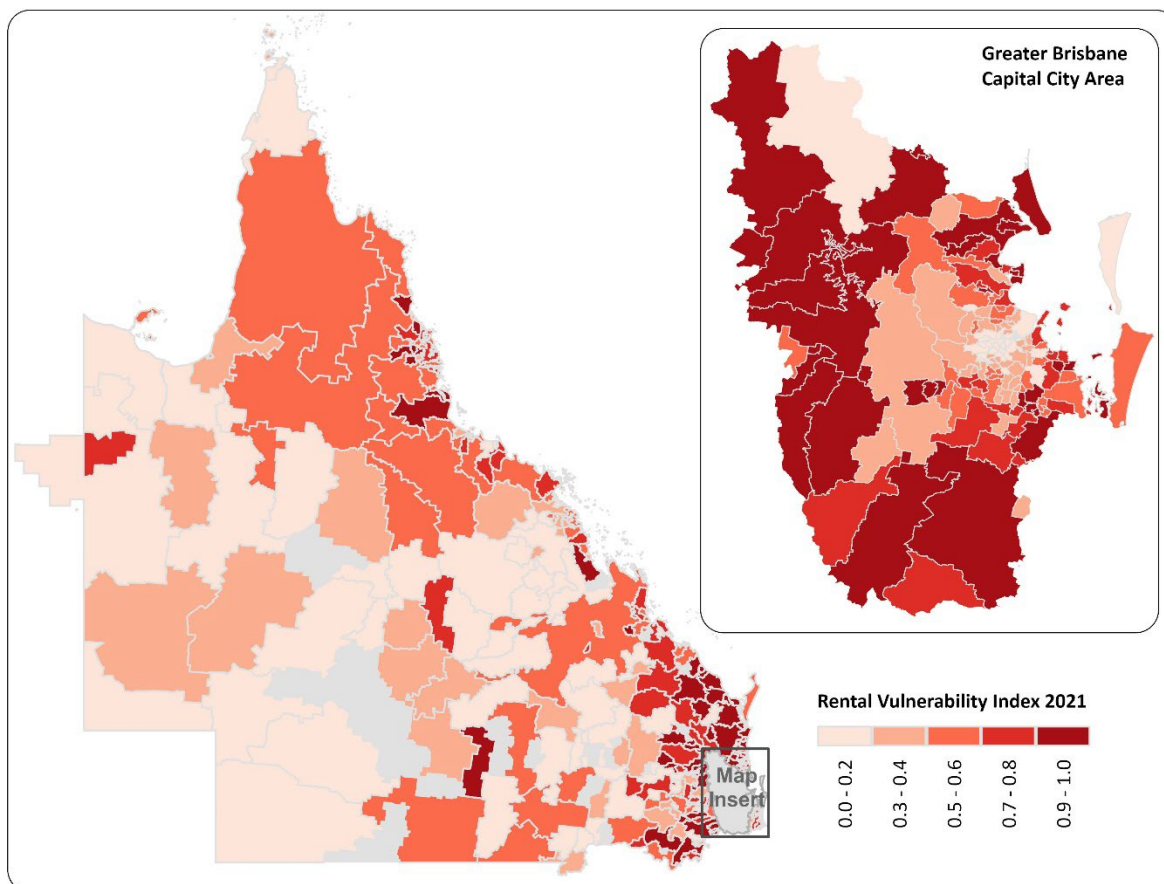 Greater Brisbane
Capital City Area
Rental Vulnerability Index 2021
0.0 - 0.2
0.3 - 0.4
0.5 - 0.6
0.7 - 0.8
0.9 - 1.0
Map
Insert